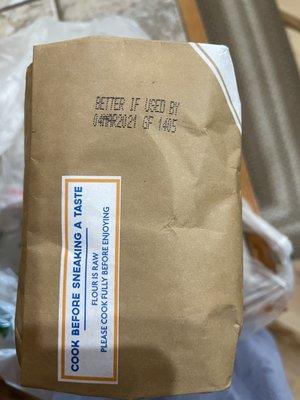 BETTER IF USED BY
04MAR2021 GF 1405
COOK BEFORE SNEAKING A TASTE
FLOUR IS RAW
PLEASE COOK FULLY BEFORE ENJOYING